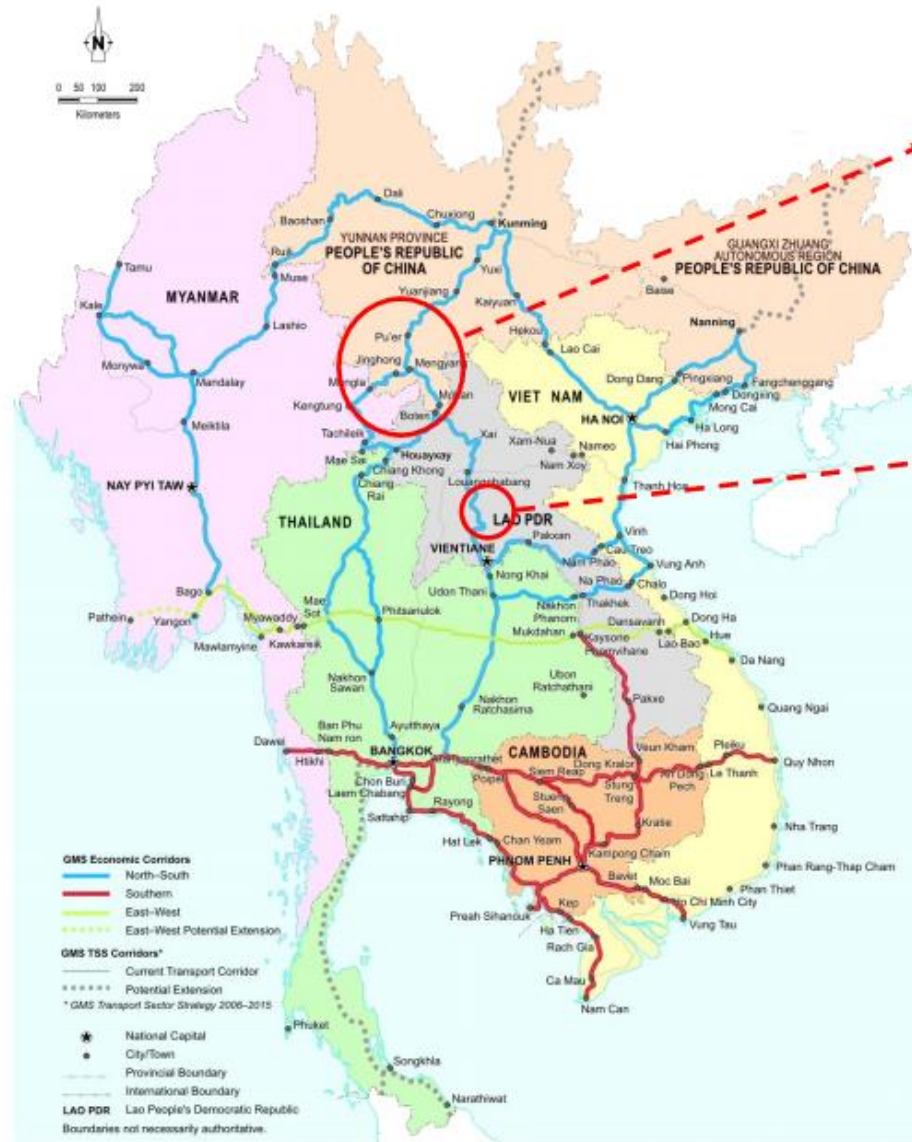 N
0 50 100 200
Kilometers
Dali
Baoshan
Chuxiong
Kunming
YUNNAN PROVINCE
PEOPLE'S REPUBLIC
OF CHINA
GUANGXI ZHUANG
AUTONOMOUS REGION
PEOPLE'S REPUBLIC OF CHINA
Ruili
Muse
Yuxi
Yuanjiang
Kaiyuan
Baise
Tamu
MYANMAR
Kale
Lashio
Pu'er
Hekou
Nanning
Monywa
Mandalay
Jinghong
Mengyang
Lao Cai
Mongla
Dong Dang
Pingxiang
Fangchenggang
Dongxing
Kengtung
Mohan
Boten
VIET NAM
Mong Cai
HA NOI
Ha Long
Meiktila
Tachileik
Xai
Xam-Nua
Nameo
Hai Phong
Mae Sai
Houayxay
Chiang Khong
Nam Xoy
Chiang
Rai
Louangphabang
Thanh Hoa
NAY PYI TAW
THAILAND
LAO PDR
Pakxan
Vinh
VIENTIANE
Nam Phao
Cau Treo
Vung Anh
Nong Khai
Na Phao
Chalo
Bago
Udon Thani
Nakhon
Phanom
Thakhek
Dong Hoi
Pathein
Yangon
Myawaddy
Mae
Sot
Phitsanulok
Dansavanh
Dong Ha
Mawlamyine
Kawkareik
Mukdahan
Kaysone
Phomvihane
Lao-Bao
Hue
Da Nang
Nakhon
Sawan
Ubon
Ratchathani
Pakxe
Quang Ngai
Ban Phu
Nam ron
Ayutthaya
Nakhon
Ratchasima
Dawei
Htikhi
BANGKOK
Aranyaprathet
CAMBODIA
Veun Kham
Pleiku
Poipet
Siem Reap
Dong Kralor
Quy Nhon
Chon Buri
Laem Chabang
Stung
Treng
Le Thanh
Stueng
Saen
Sattahip
Rayong
Kratie
Nha Trang
Hat Lek
Chan Yeam
PHNOM PENH
Kampong Cham
Bavet
Moc Bai
Phan Rang-Thap Cham
Phan Thiet
Ho Chi Minh City
Preah Sihanouk
Kep
Vung Tau
Ha Tien
Rach Gia
Ca Mau
Nam Can
GMS Economic Corridors
North–South
Southern
East–West
East–West Potential Extension
GMS TSS Corridors*
Current Transport Corridor
Potential Extension
* GMS Transport Sector Strategy 2006–2015
National Capital
City/Town
Provincial Boundary
International Boundary
LAO PDR Lao People's Democratic Republic
Boundaries not necessarily authoritative.
Phuket
Songkhla
Narathiwat